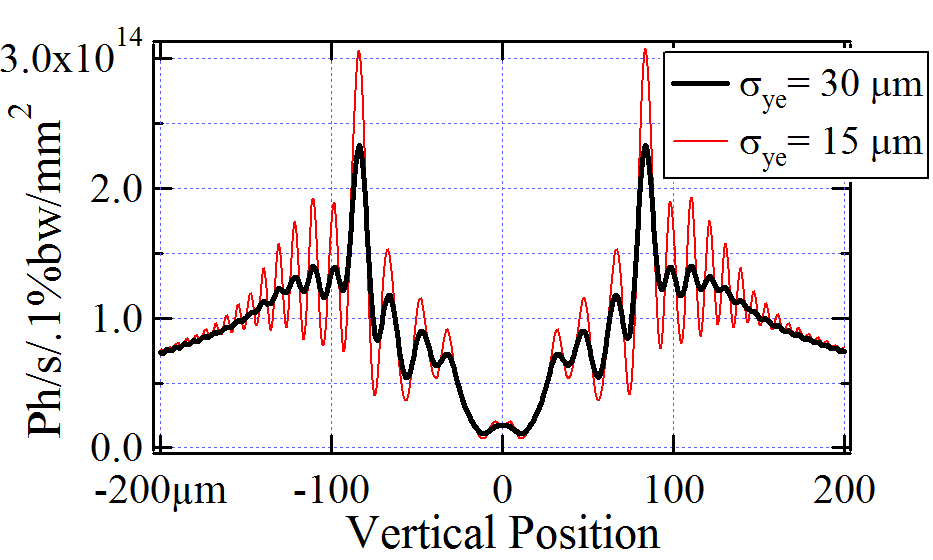 3.0x10^14
2.0
1.0
0.0
Ph/s/.1%bw/mm^2
σye= 30 μm
σye= 15 μm
-200μm -100 0 100 200
Vertical Position